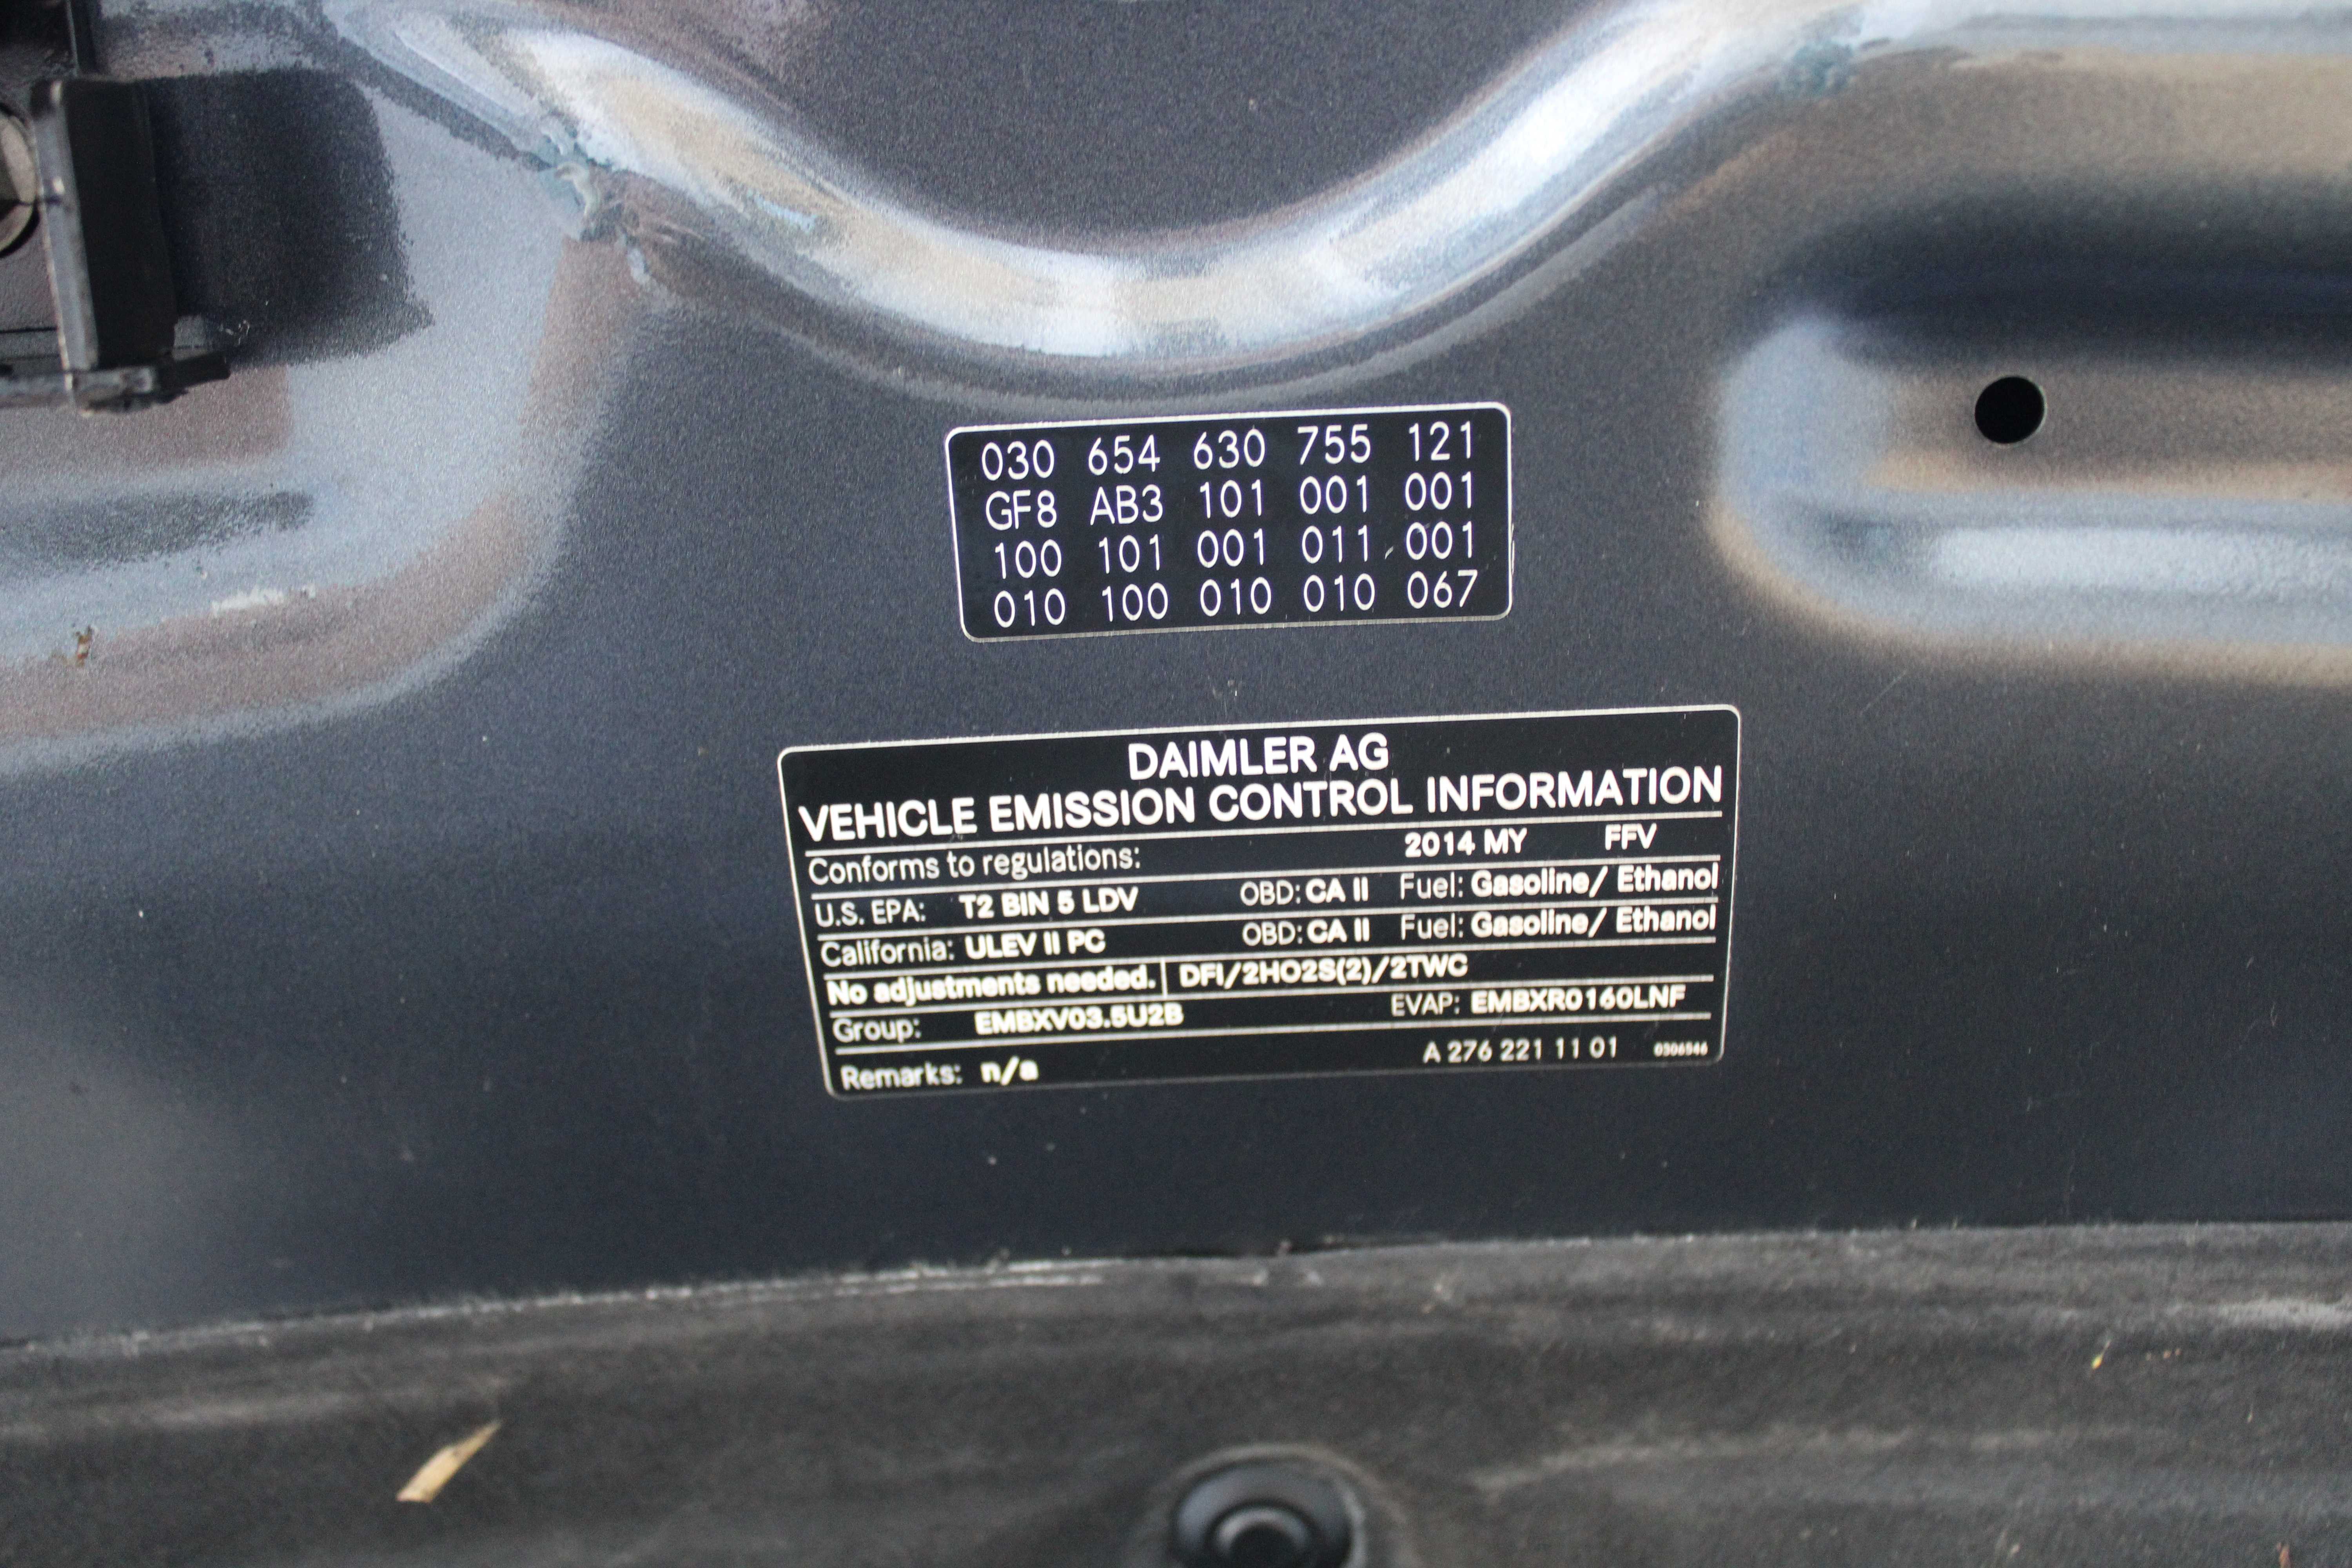 030 654 630 755 121
GF8 AB3 101 001 001
100 101 001 011 001
010 100 010 010 067
DAIMLER AG
VEHICLE EMISSION CONTROL INFORMATION
Conforms to regulations: 2014 MY FFV
U.S. EPA: T2 BIN 5 LDV OBD: CA II Fuel: Gasoline/ Ethanol
California: ULEV II PC OBD: CA II Fuel: Gasoline/ Ethanol
No adjustments needed. DFI/2HO2S(2)/2TWC
Group: EMBXV03.5U2B EVAP: EMBXR0160LNF
Remarks: n/a A 276 221 11 01